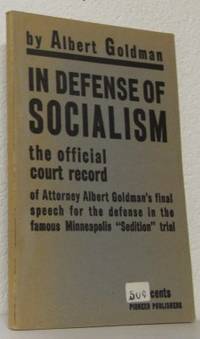 by Albert Goldman
IN DEFENSE OF
SOCIALISM
the official
court record
of Attorney Albert Goldman's final
speech for the defense in the
famous Minneapolis "Sedition" trial
50¢ cents
PIONEER PUBLISHERS